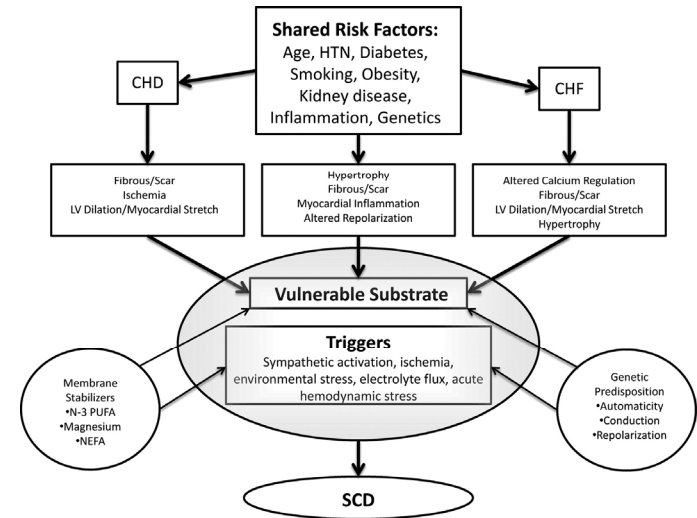 Shared Risk Factors:
Age, HTN, Diabetes,
Smoking, Obesity,
Kidney disease,
Inflammation, Genetics
CHD
CHF
Fibrous/Scar
Ischemia
LV Dilation/Myocardial Stretch
Hypertrophy
Fibrous/Scar
Myocardial Inflammation
Altered Repolarization
Altered Calcium Regulation
Fibrous/Scar
LV Dilation/Myocardial Stretch
Hypertrophy
Vulnerable Substrate
Triggers
Sympathetic activation, ischemia,
environmental stress, electrolyte flux, acute
hemodynamic stress
Membrane
Stabilizers
•N-3 PUFA
•Magnesium
•NEFA
Genetic
Predisposition
•Automaticity
•Conduction
•Repolarization
SCD